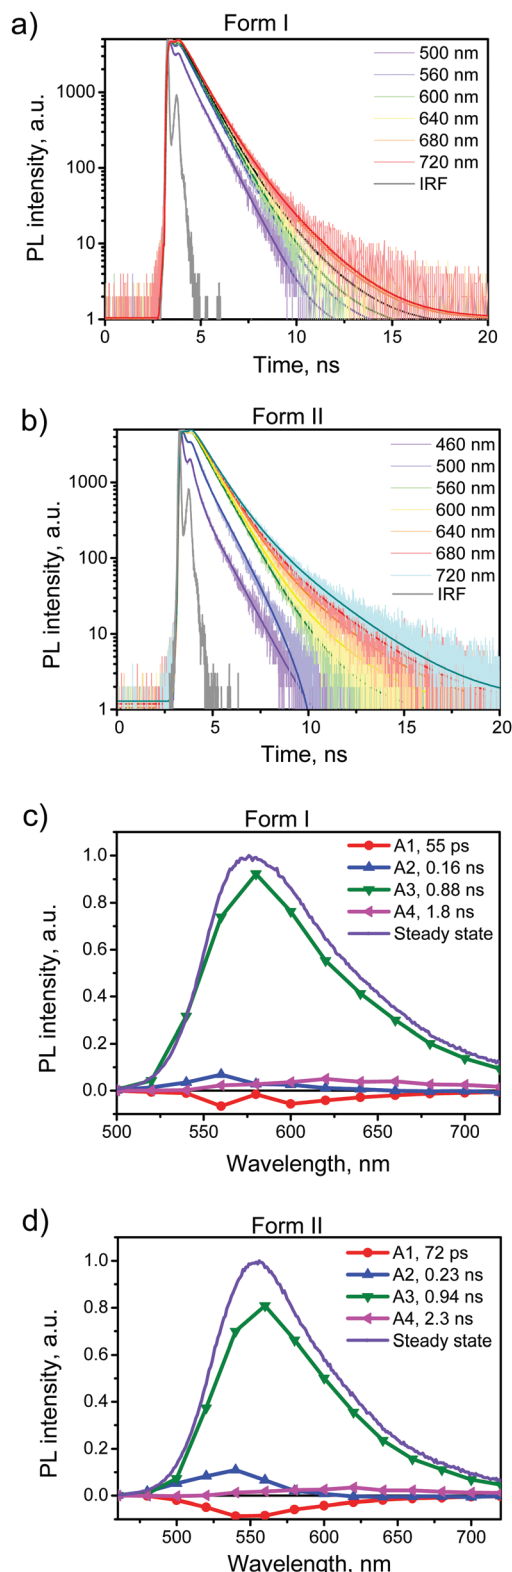 a)
Form I
PL intensity, a.u.
1000
100
10
1
500 nm
560 nm
600 nm
640 nm
680 nm
720 nm
IRF
0
5
10
15
20
Time, ns
b)
Form II
PL intensity, a.u.
1000
100
10
1
460 nm
500 nm
560 nm
600 nm
640 nm
680 nm
720 nm
IRF
0
5
10
15
20
Time, ns
c)
Form I
PL intensity, a.u.
1.0
0.8
0.6
0.4
0.2
0.0
A1, 55 ps
A2, 0.16 ns
A3, 0.88 ns
A4, 1.8 ns
Steady state
500
550
600
650
700
Wavelength, nm
d)
Form II
PL intensity, a.u.
1.0
0.8
0.6
0.4
0.2
0.0
A1, 72 ps
A2, 0.23 ns
A3, 0.94 ns
A4, 2.3 ns
Steady state
500
550
600
650
700
Wavelength, nm